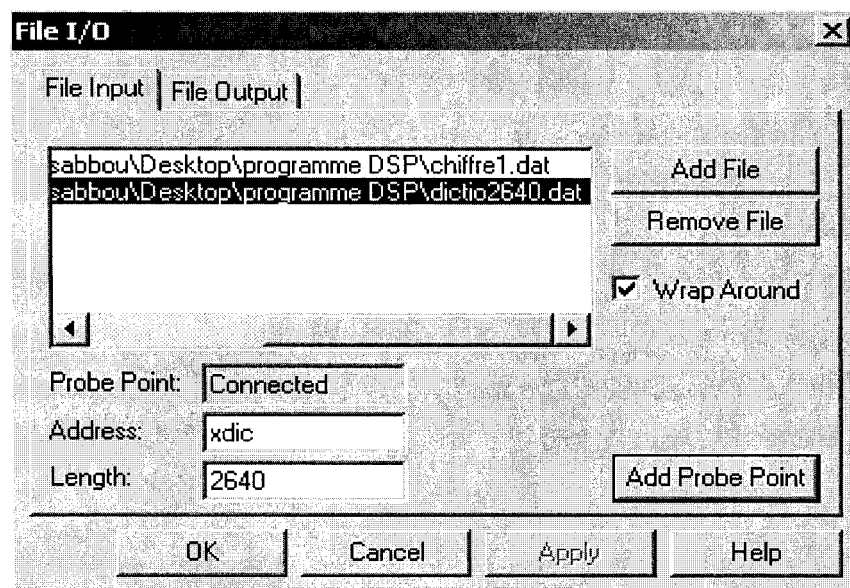 File I/O
File Input File Output
sabbou\Desktop\programme DSP\chiffre1.dat
sabbou\Desktop\programme DSP\dictio2640.dat
Add File
Remove File
Wrap Around
Probe Point: Connected
Address: xdic
Length: 2640
Add Probe Point
OK Cancel Apply Help